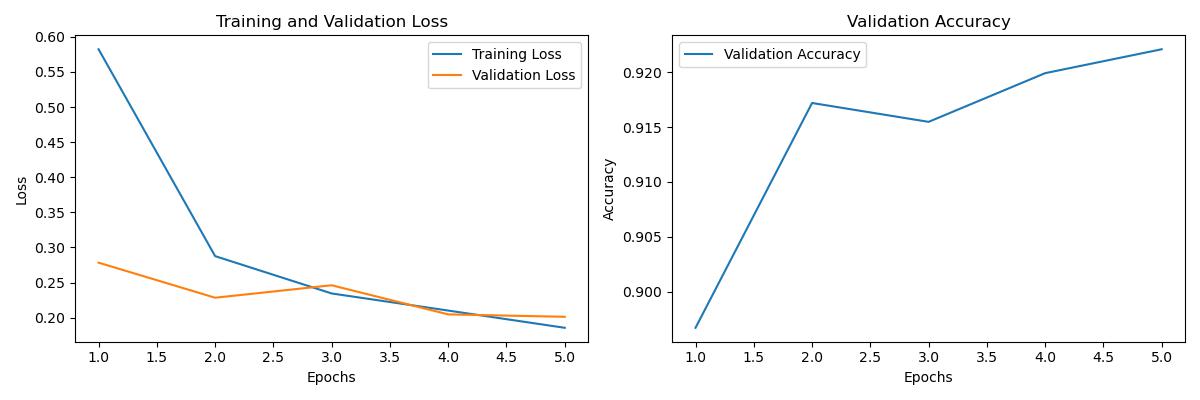 Training and Validation Loss
Training Loss
Validation Loss
0.60
0.55
0.50
0.45
0.40
0.35
0.30
0.25
0.20
Loss
1.0 1.5 2.0 2.5 3.0 3.5 4.0 4.5 5.0
Epochs
Validation Accuracy
Validation Accuracy
0.920
0.915
0.910
0.905
0.900
Accuracy
1.0 1.5 2.0 2.5 3.0 3.5 4.0 4.5 5.0
Epochs